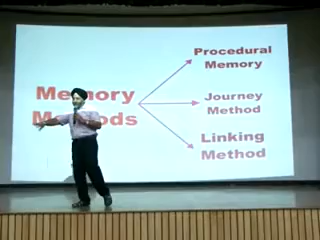 Memory
Methods
Procedural
Memory
Journey
Method
Linking
Method